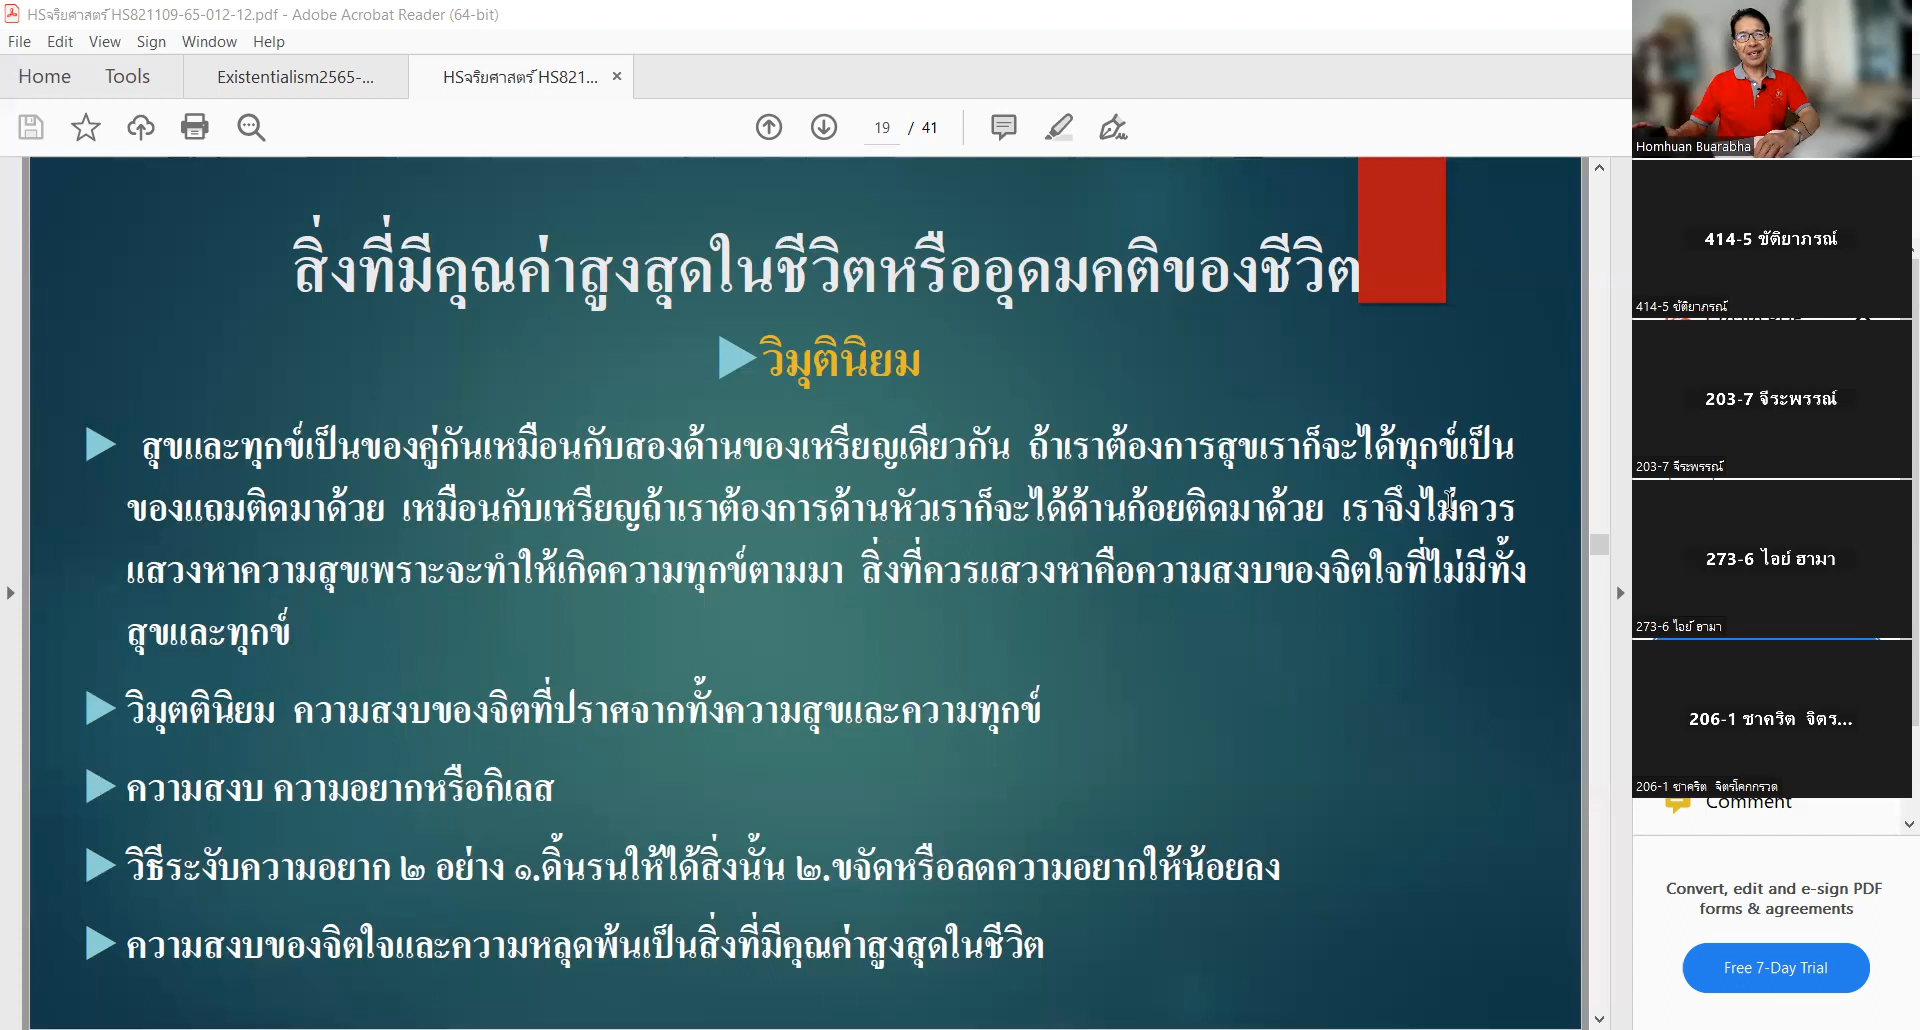 HSจริยศาสตร์ HS821109-65-012-12.pdf - Adobe Acrobat Reader (64-bit)
File Edit View Sign Window Help
Home Tools Existentialism2565-... HSจริยศาสตร์ HS821... ×
19 / 41
สิ่งที่มีคุณค่าสูงสุดในชีวิตหรืออุดมคติของชีวิต
วิมุตินิยม
สุขและทุกข์เป็นของคู่กันเหมือนกับสองด้านของเหรียญเดียวกัน ถ้าเราต้องการสุขเราก็จะได้ทุกข์เป็น
ของแถมติดมาด้วย เหมือนกับเหรียญถ้าเราต้องการด้านหัวเราก็จะได้ด้านก้อยติดมาด้วย เราจึงไม่ควร
แสวงหาความสุขเพราะจะทำให้เกิดความทุกข์ตามมา สิ่งที่ควรแสวงหาคือความสงบของจิตใจที่ไม่มีทั้ง
สุขและทุกข์
วิมุตตินิยม ความสงบของจิตที่ปราศจากทั้งความสุขและความทุกข์
ความสงบ ความอยากหรือกิเลส
วิธีระงับความอยาก ๒ อย่าง ๑.ดิ้นรนให้ได้สิ่งนั้น ๒.ขจัดหรือลดความอยากให้น้อยลง
ความสงบของจิตใจและความหลุดพ้นเป็นสิ่งที่มีคุณค่าสูงสุดในชีวิต
Homhuan Buarabha
414-5 ขัติยาภรณ์
414-5 ขัติยาภรณ์
203-7 จีระพรรณ์
203-7 จีระพรรณ์
273-6 ไอย์ ฮามา
273-6 ไอย์ ฮามา
206-1 ชาคริต จิตร...
206-1 ชาคริต จิตรโคกกรวด
Comment
Convert, edit and e-sign PDF
forms & agreements
Free 7-Day Trial